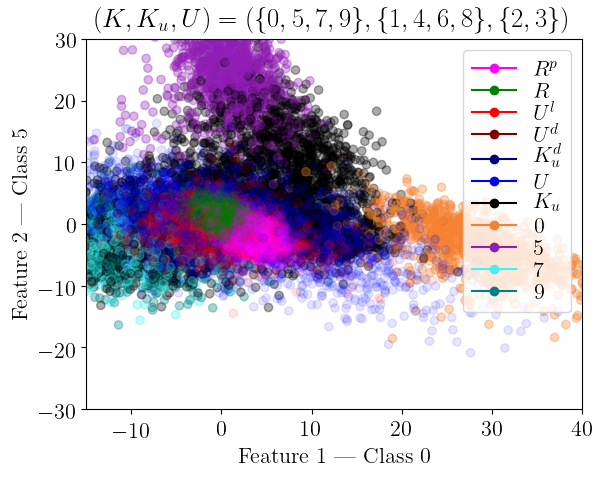 (K, K_u, U) = ({0, 5, 7, 9}, {1, 4, 6, 8}, {2, 3})
R^p
R
U^l
U^d
K_u^d
U
K_u
0
5
7
9
30
20
10
0
−10
−20
−30
Feature 2 — Class 5
−10 0 10 20 30 40
Feature 1 — Class 0